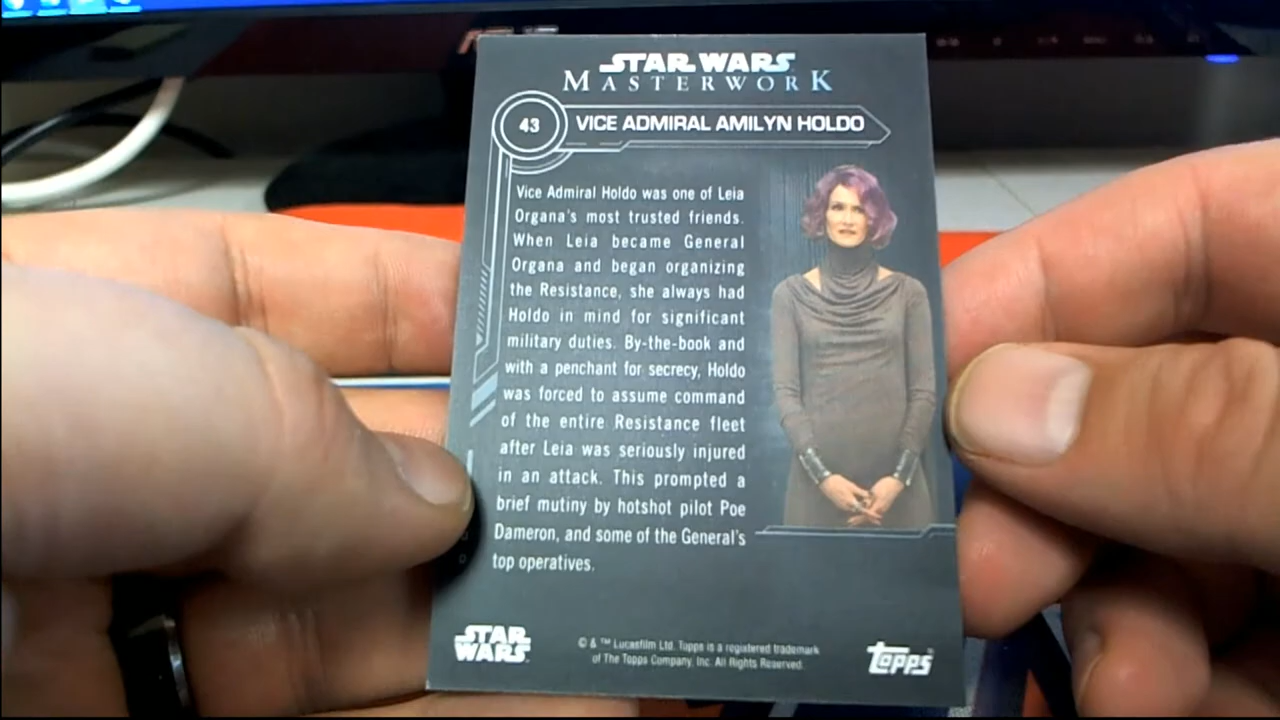 STAR WARS
MASTERWORK
43
VICE ADMIRAL AMILYN HOLDO
Vice Admiral Holdo was one of Leia
Organa's most trusted friends.
When Leia became General
Organa and began organizing
the Resistance, she always had
Holdo in mind for significant
military duties. By-the-book and
with a penchant for secrecy, Holdo
was forced to assume command
of the entire Resistance fleet
after Leia was seriously injured
in an attack. This prompted a
brief mutiny by hotshot pilot Poe
Dameron, and some of the General's
top operatives.
STAR
WARS
© & ™ Lucasfilm Ltd. Topps is a registered trademark
of The Topps Company, Inc. All Rights Reserved.
Topps